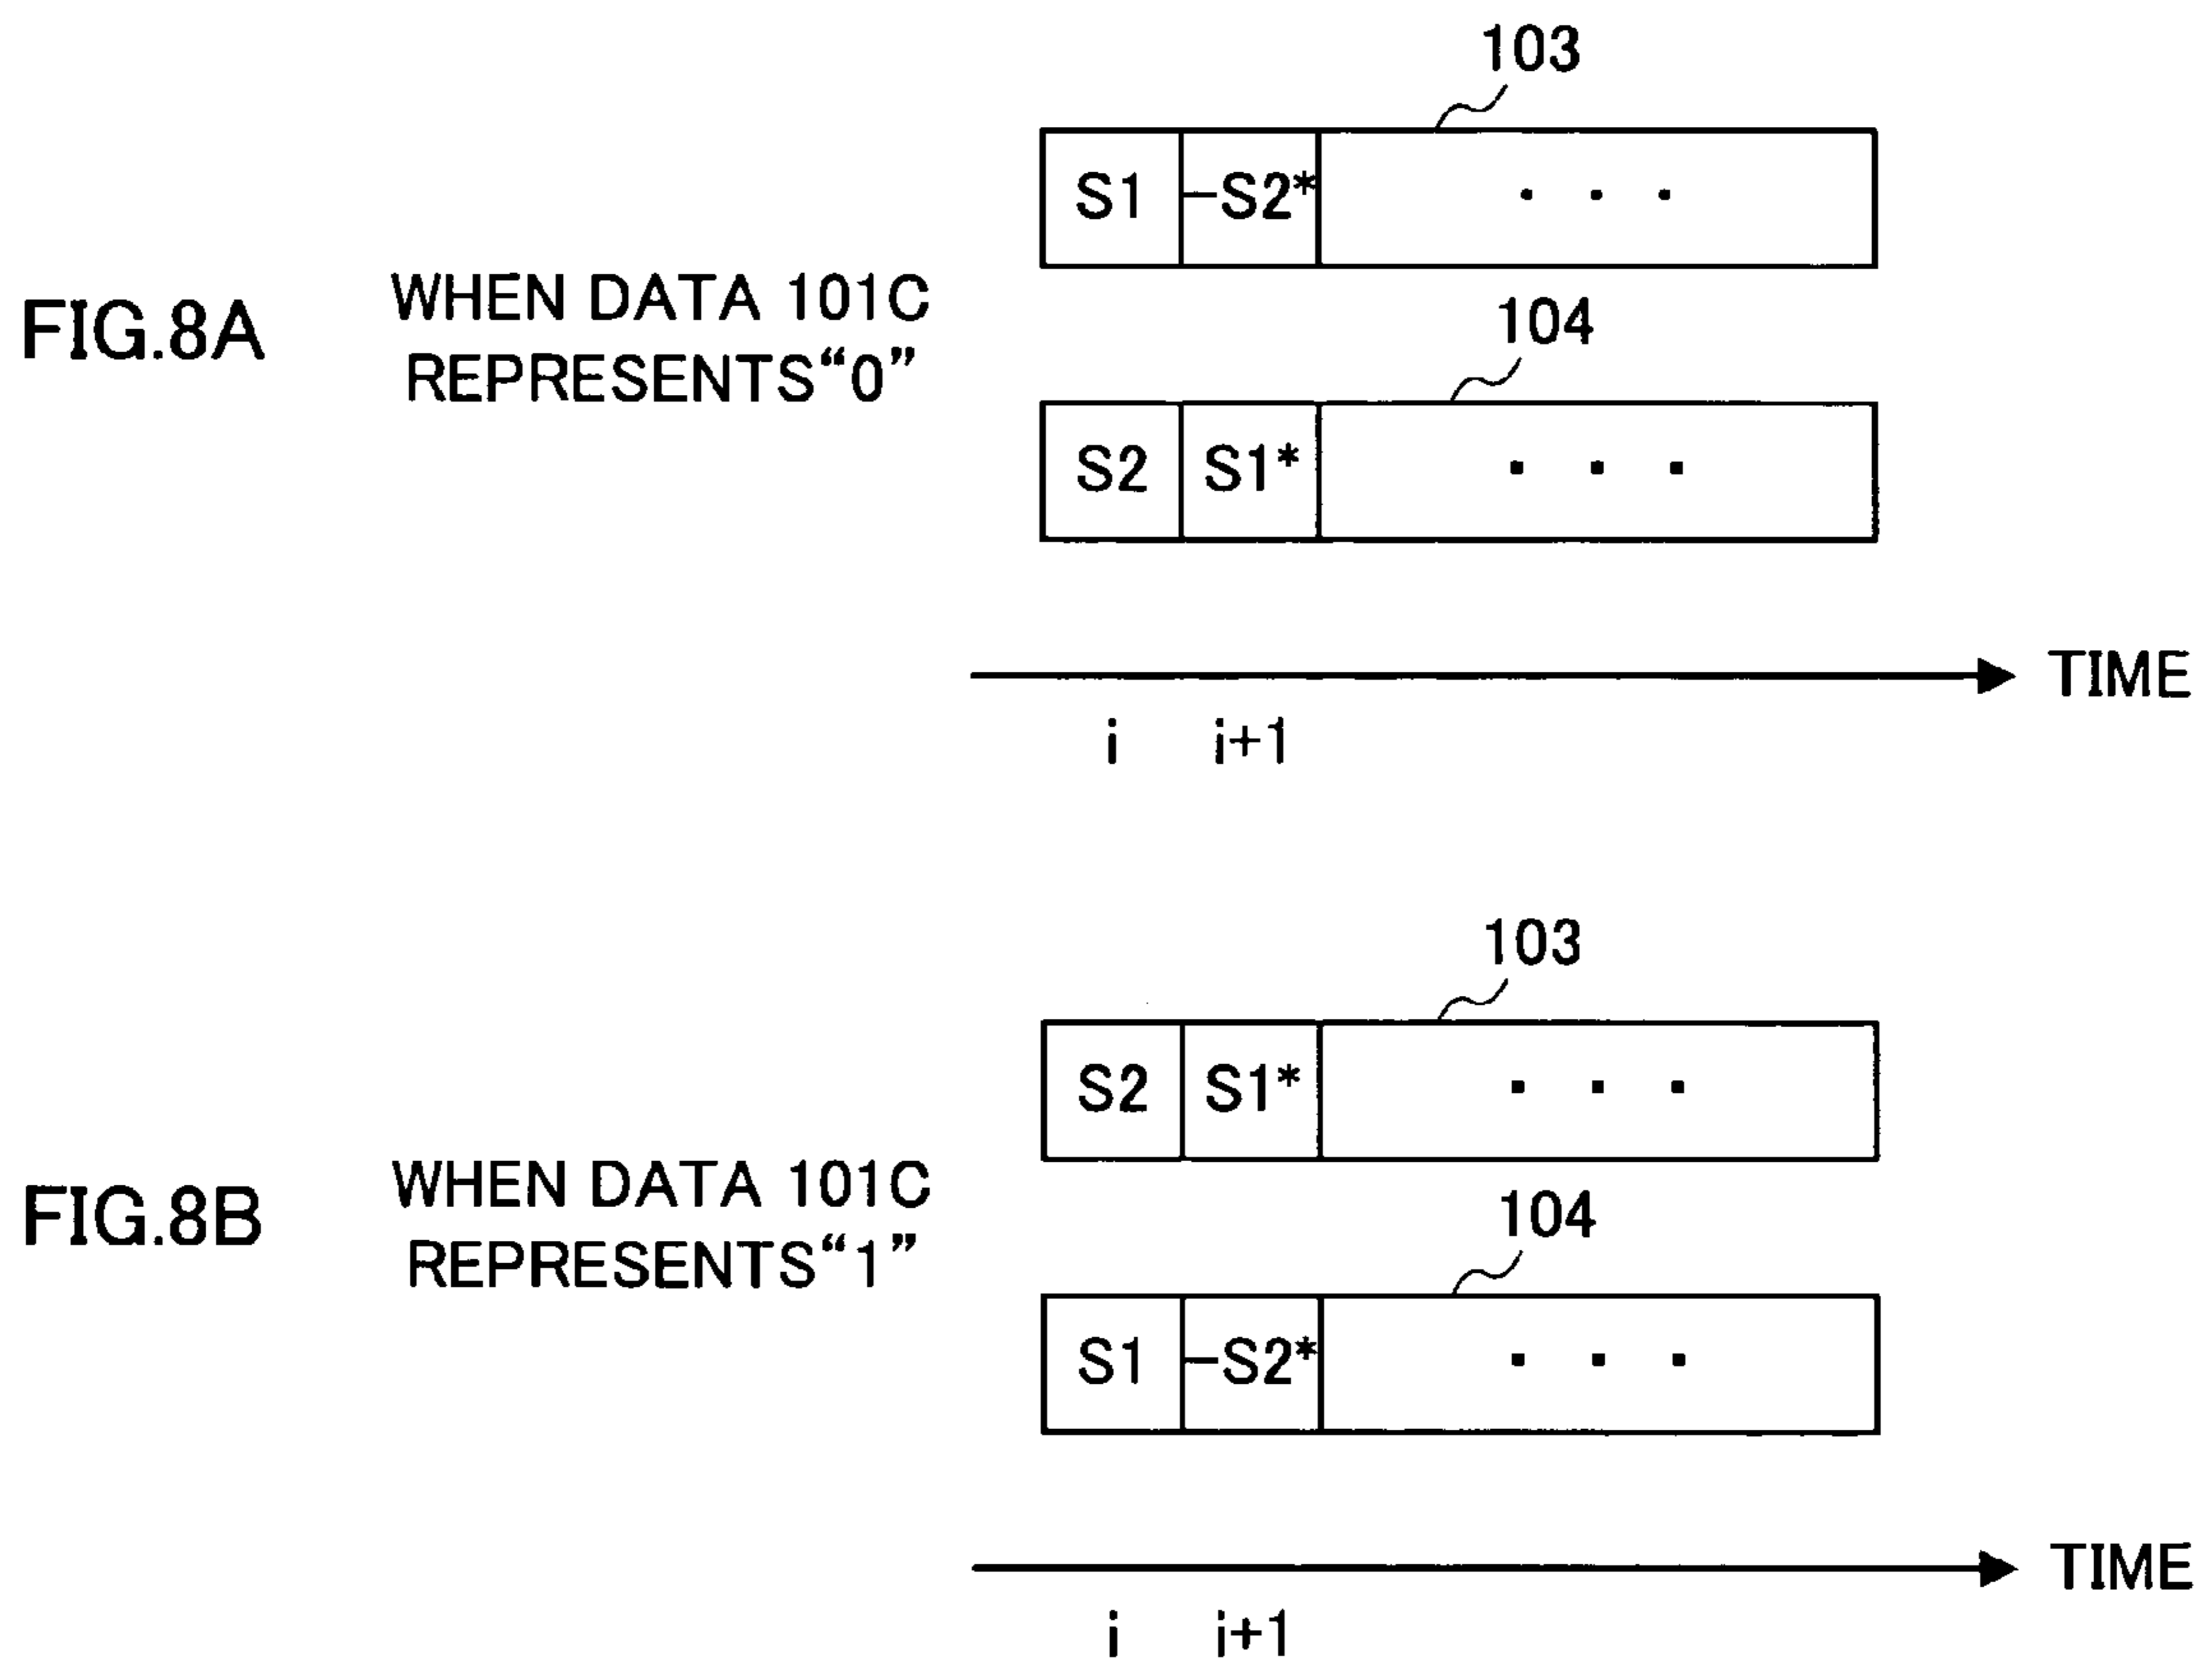 103
S1 -S2* . . .
FIG.8A
WHEN DATA 101C
REPRESENTS“0”
104
S2 S1* . . .
TIME
i i+1
103
S2 S1* . . .
FIG.8B
WHEN DATA 101C
REPRESENTS“1”
104
S1 -S2* . . .
TIME
i i+1